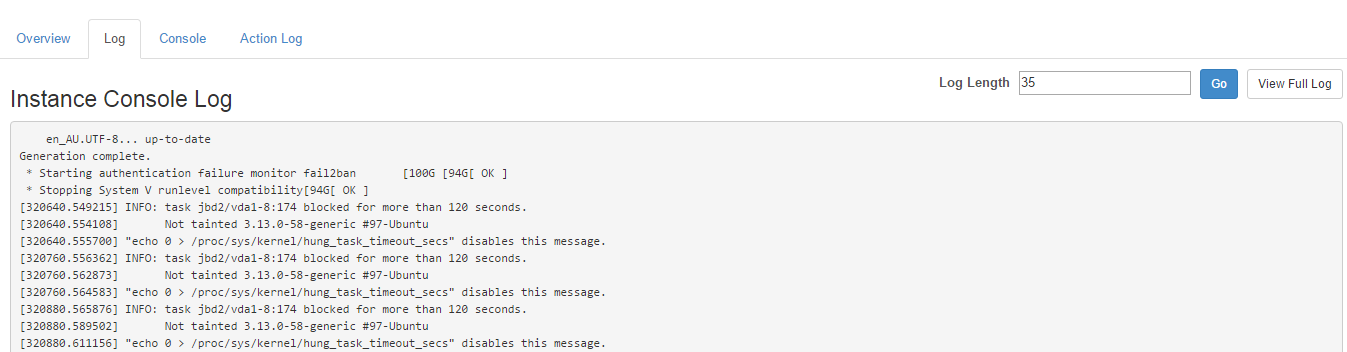 Overview Log Console Action Log
Log Length 35 Go View Full Log
Instance Console Log
en_AU.UTF-8... up-to-date
Generation complete.
* Starting authentication failure monitor fail2ban [100G [94G[ OK ]
* Stopping System V runlevel compatibility[94G[ OK ]
[320640.549215] INFO: task jbd2/vda1-8:174 blocked for more than 120 seconds.
[320640.554108] Not tainted 3.13.0-58-generic #97-Ubuntu
[320640.555700] "echo 0 > /proc/sys/kernel/hung_task_timeout_secs" disables this message.
[320760.556362] INFO: task jbd2/vda1-8:174 blocked for more than 120 seconds.
[320760.562873] Not tainted 3.13.0-58-generic #97-Ubuntu
[320760.564583] "echo 0 > /proc/sys/kernel/hung_task_timeout_secs" disables this message.
[320880.565876] INFO: task jbd2/vda1-8:174 blocked for more than 120 seconds.
[320880.589502] Not tainted 3.13.0-58-generic #97-Ubuntu
[320880.611156] "echo 0 > /proc/sys/kernel/hung_task_timeout_secs" disables this message.